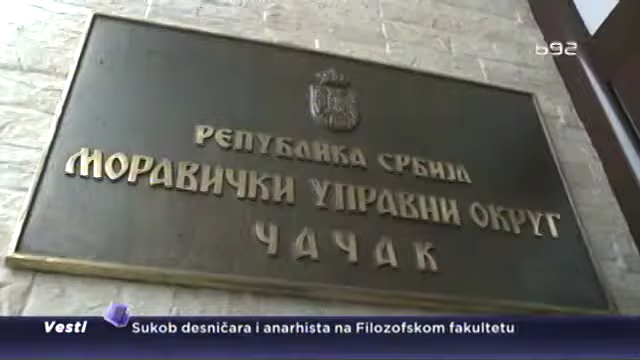 B92
РЕПУБЛИКА СРБИЈА
МОРАВИЧКИ УПРАВНИ ОКРУГ
ЧАЧАК
Vesti
Sukob desničara i anarhista na Filozofskom fakultetu